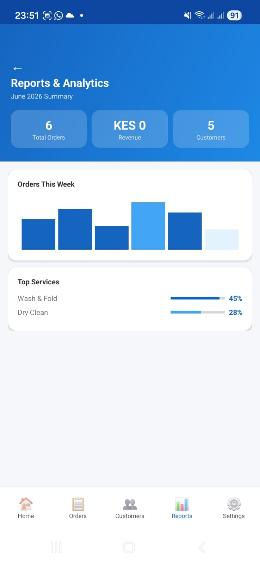 23:51
91
←
Reports & Analytics
June 2026 Summary
6
Total Orders
KES 0
Revenue
5
Customers
Orders This Week
Top Services
Wash & Fold 45%
Dry Clean 28%
Home Orders Customers Reports Settings